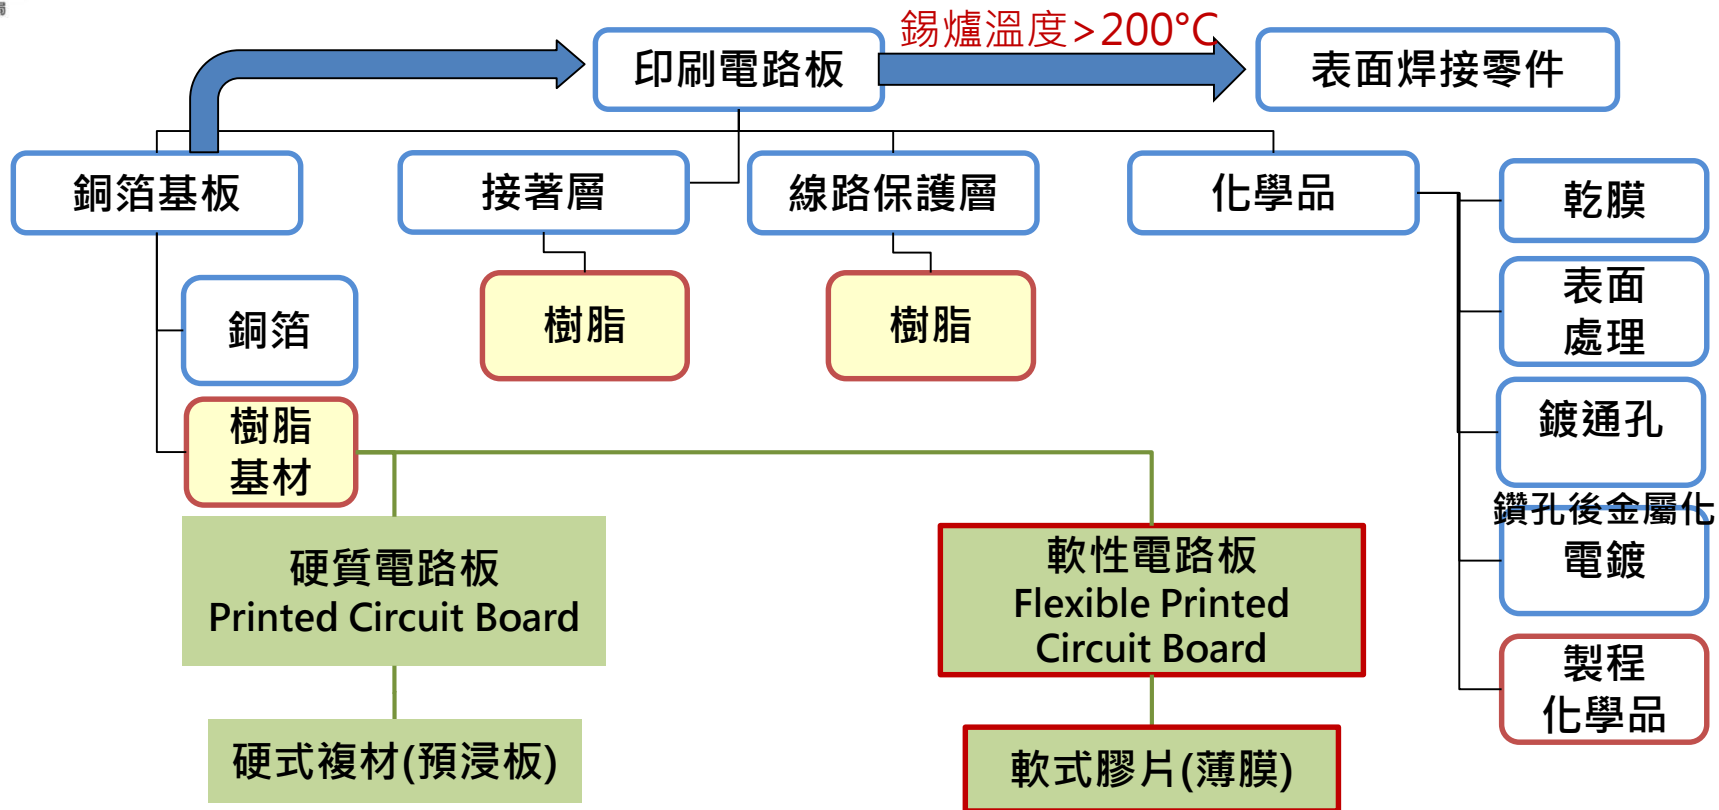 錫爐溫度>200°C
印刷電路板
表面焊接零件
銅箔基板
接著層
線路保護層
化學品
乾膜
銅箔
樹脂
樹脂
表面
處理
樹脂
基材
鍍通孔
鑽孔後金屬化
電鍍
硬質電路板
Printed Circuit Board
軟性電路板
Flexible Printed
Circuit Board
製程
化學品
硬式複材(預浸板)
軟式膠片(薄膜)